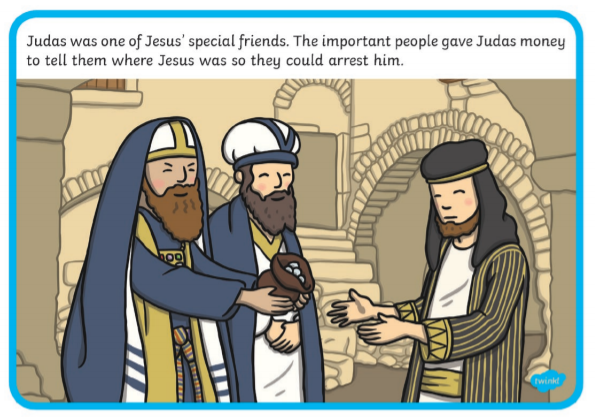 Judas was one of Jesus' special friends. The important people gave Judas money
to tell them where Jesus was so they could arrest him.
twinkl